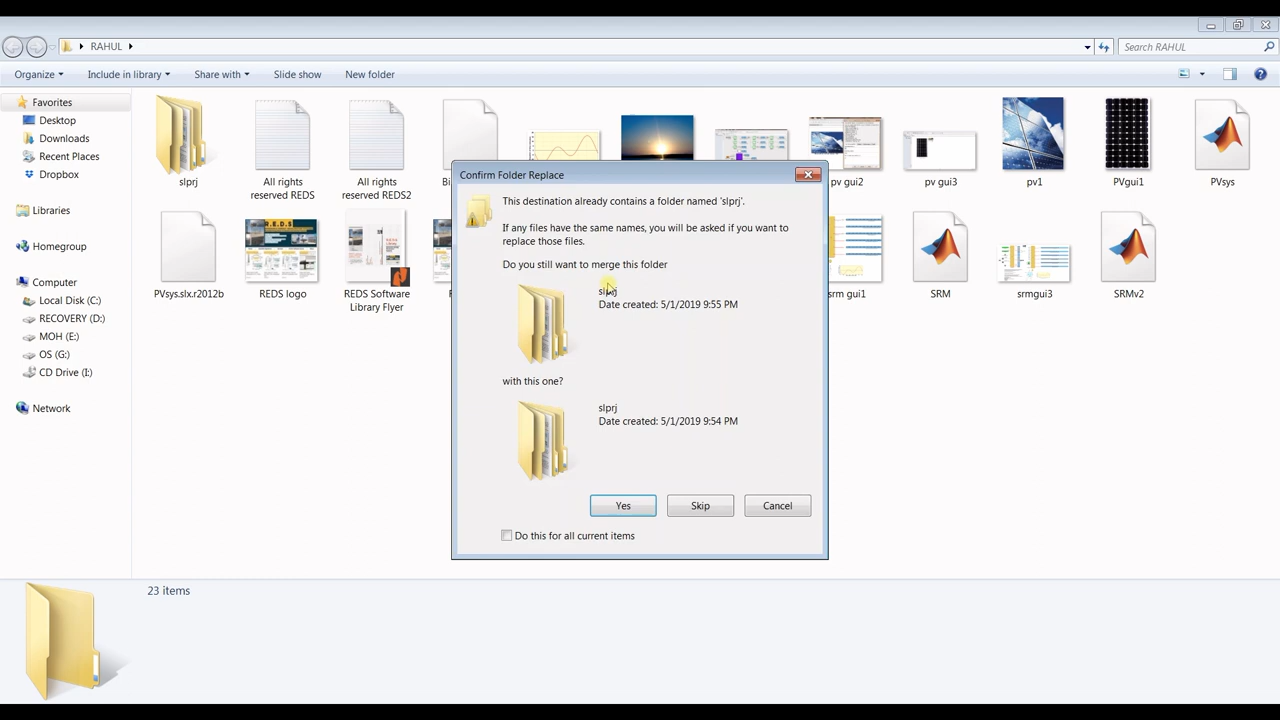 RAHUL
Search RAHUL
Organize
Include in library
Share with
Slide show
New folder
Favorites
Desktop
Downloads
Recent Places
Dropbox
Libraries
Homegroup
Computer
Local Disk (C:)
RECOVERY (D:)
MOH (E:)
OS (G:)
CD Drive (I:)
Network
slprj
All rights
reserved REDS
All rights
reserved REDS2
pv gui2
pv gui3
pv1
PVgui1
PVsys
PVsys.slx.r2012b
REDS logo
REDS Software
Library Flyer
srm gui1
SRM
srmgui3
SRMv2
Confirm Folder Replace
This destination already contains a folder named 'slprj'.
If any files have the same names, you will be asked if you want to
replace those files.
Do you still want to merge this folder
slprj
Date created: 5/1/2019 9:55 PM
with this one?
slprj
Date created: 5/1/2019 9:54 PM
Yes
Skip
Cancel
Do this for all current items
23 items